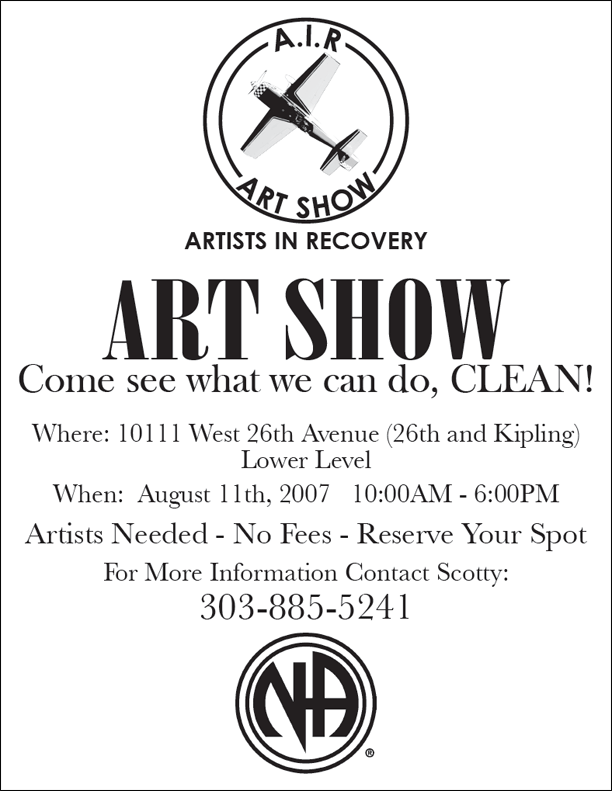 A.I.R
ART SHOW
ARTISTS IN RECOVERY
ART SHOW
Come see what we can do, CLEAN!
Where: 10111 West 26th Avenue (26th and Kipling)
Lower Level
When: August 11th, 2007 10:00AM - 6:00PM
Artists Needed - No Fees - Reserve Your Spot
For More Information Contact Scotty:
303-885-5241
NA
®